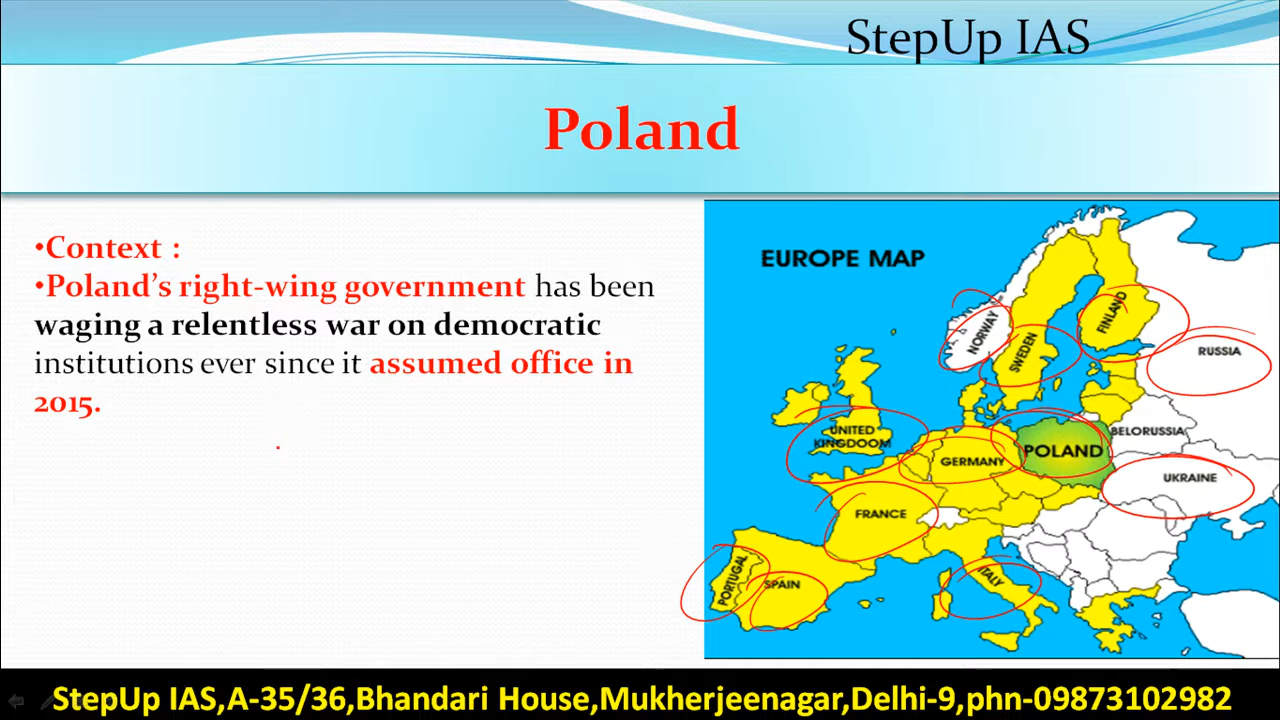 StepUp IAS
Poland
•Context :
•Poland’s right-wing government has been
waging a relentless war on democratic
institutions ever since it assumed office in
2015.
EUROPE MAP
NORWAY
SWEDEN
FINLAND
RUSSIA
UNITED
KINGDOOM
GERMANY
POLAND
BELORUSSIA
UKRAINE
FRANCE
PORTUGAL
SPAIN
ITALY
StepUp IAS,A-35/36,Bhandari House,Mukherjeenagar,Delhi-9,phn-09873102982